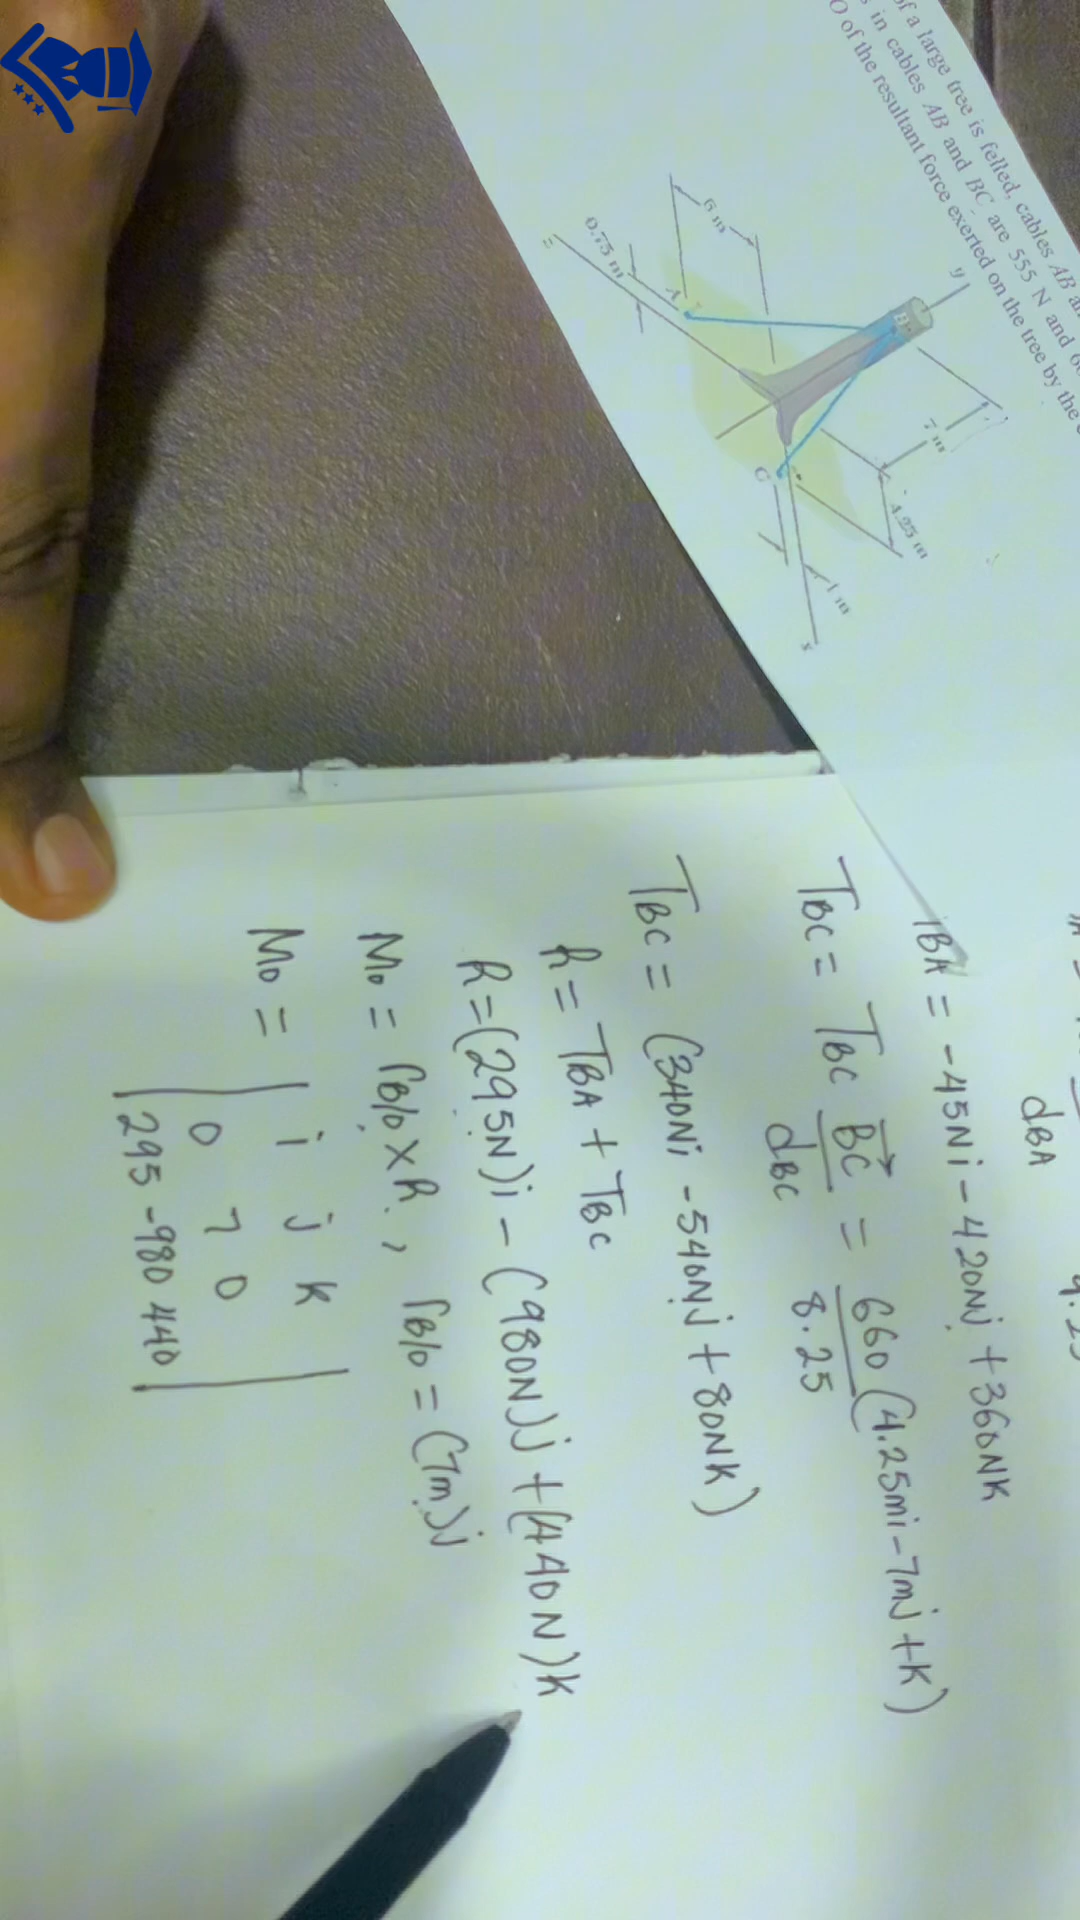 of a large tree is felled, cables AB
in cables AB and BC are 555 N and
O of the resultant force exerted on the tree by the
y
6 m
0.75 m
A
B
z
7 m
4.25 m
C
1 m
x
dBA
TBA = -45Ni - 420Nj + 360NK
TBC = TBC BC = 660 (4.25mi - 7mj + K)
dBC 8.25
TBC = (340Ni - 540Nj + 80NK)
R = TBA + TBC
R = (295N)i - (980N)j + (440N)K
Mo = rB/o x R, rB/o = (7m)j
Mo = | i j K |
0 7 0
295 -980 440